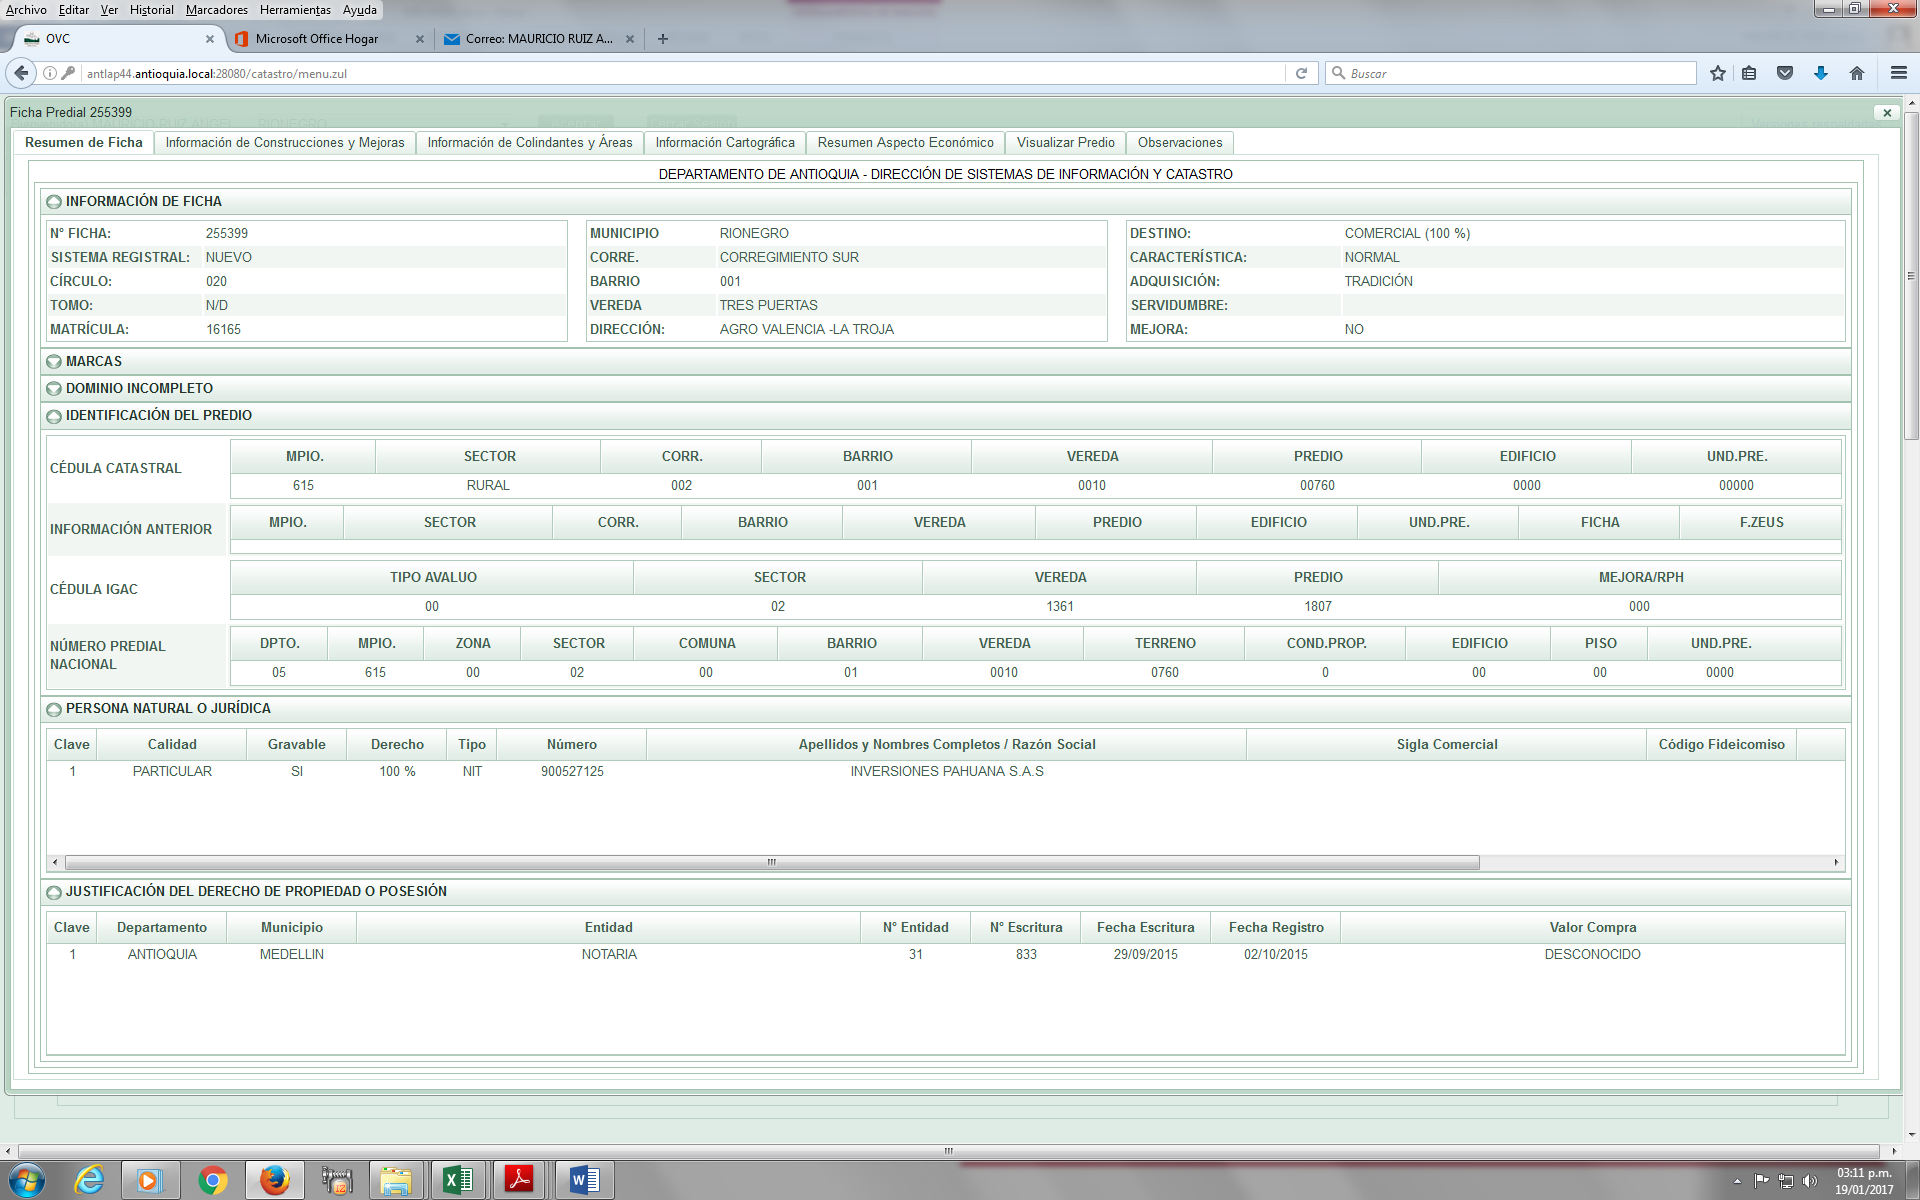 Archivo Editar Ver Historial Marcadores Herramientas Ayuda
OVC
Microsoft Office Hogar
Correo: MAURICIO RUIZ A...
antlap44.antioquia.local:28080/catastro/menu.zul
Buscar
Ficha Predial 255399
Resumen de Ficha Información de Construcciones y Mejoras Información de Colindantes y Áreas Información Cartográfica Resumen Aspecto Económico Visualizar Predio Observaciones
DEPARTAMENTO DE ANTIOQUIA - DIRECCIÓN DE SISTEMAS DE INFORMACIÓN Y CATASTRO
INFORMACIÓN DE FICHA
N° FICHA: 255399 MUNICIPIO RIONEGRO DESTINO: COMERCIAL (100 %)
SISTEMA REGISTRAL: NUEVO CORRE. CORREGIMIENTO SUR CARACTERÍSTICA: NORMAL
CÍRCULO: 020 BARRIO 001 ADQUISICIÓN: TRADICIÓN
TOMO: N/D VEREDA TRES PUERTAS SERVIDUMBRE:
MATRÍCULA: 16165 DIRECCIÓN: AGRO VALENCIA -LA TROJA MEJORA: NO
MARCAS
DOMINIO INCOMPLETO
IDENTIFICACIÓN DEL PREDIO
CÉDULA CATASTRAL
MPIO. SECTOR CORR. BARRIO VEREDA PREDIO EDIFICIO UND.PRE.
615 RURAL 002 001 0010 00760 0000 00000
INFORMACIÓN ANTERIOR
MPIO. SECTOR CORR. BARRIO VEREDA PREDIO EDIFICIO UND.PRE. FICHA F.ZEUS
CÉDULA IGAC
TIPO AVALUO SECTOR VEREDA PREDIO MEJORA/RPH
00 02 1361 1807 000
NÚMERO PREDIAL
NACIONAL
DPTO. MPIO. ZONA SECTOR COMUNA BARRIO VEREDA TERRENO COND.PROP. EDIFICIO PISO UND.PRE.
05 615 00 02 00 01 0010 0760 0 00 00 0000
PERSONA NATURAL O JURÍDICA
Clave Calidad Gravable Derecho Tipo Número Apellidos y Nombres Completos / Razón Social Sigla Comercial Código Fideicomiso
1 PARTICULAR SI 100 % NIT 900527125 INVERSIONES PAHUANA S.A.S
JUSTIFICACIÓN DEL DERECHO DE PROPIEDAD O POSESIÓN
Clave Departamento Municipio Entidad N° Entidad N° Escritura Fecha Escritura Fecha Registro Valor Compra
1 ANTIOQUIA MEDELLIN NOTARIA 31 833 29/09/2015 02/10/2015 DESCONOCIDO
03:11 p.m.
19/01/2017